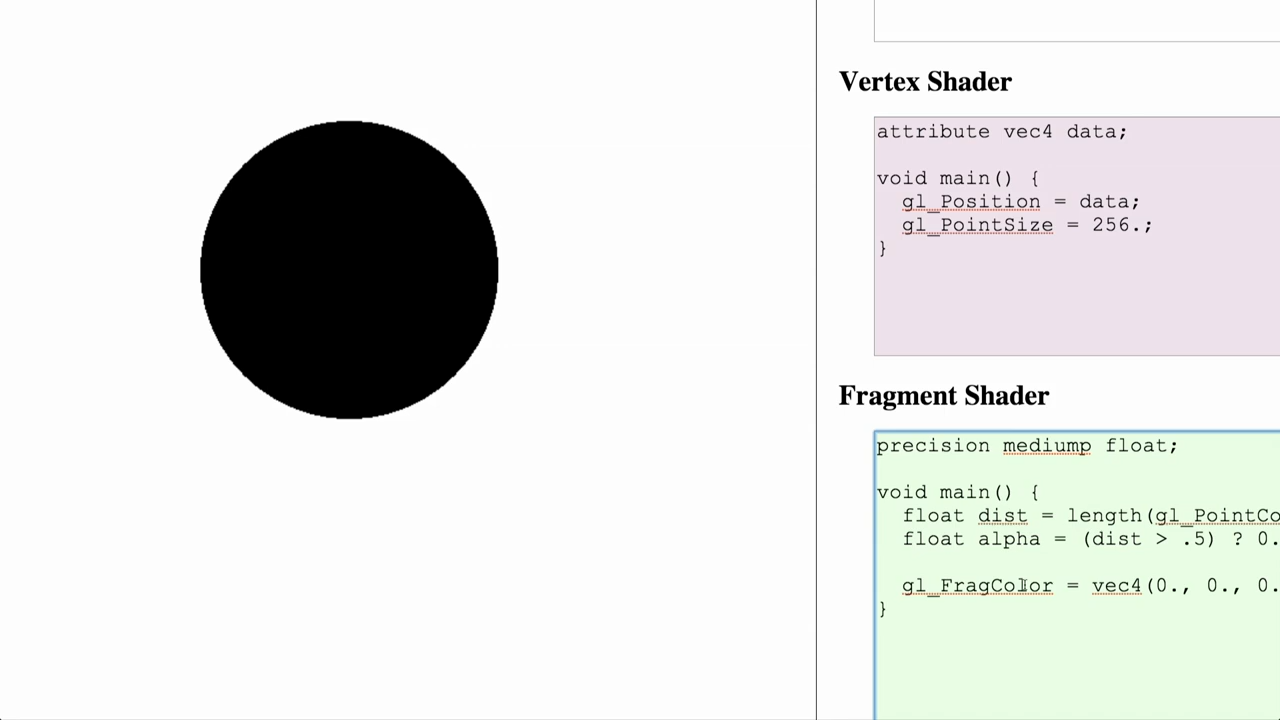 Vertex Shader
attribute vec4 data;
void main() {
gl_Position = data;
gl_PointSize = 256.;
}
Fragment Shader
precision mediump float;
void main() {
float dist = length(gl_PointCo
float alpha = (dist > .5) ? 0.
gl_FragColor = vec4(0., 0., 0.
}